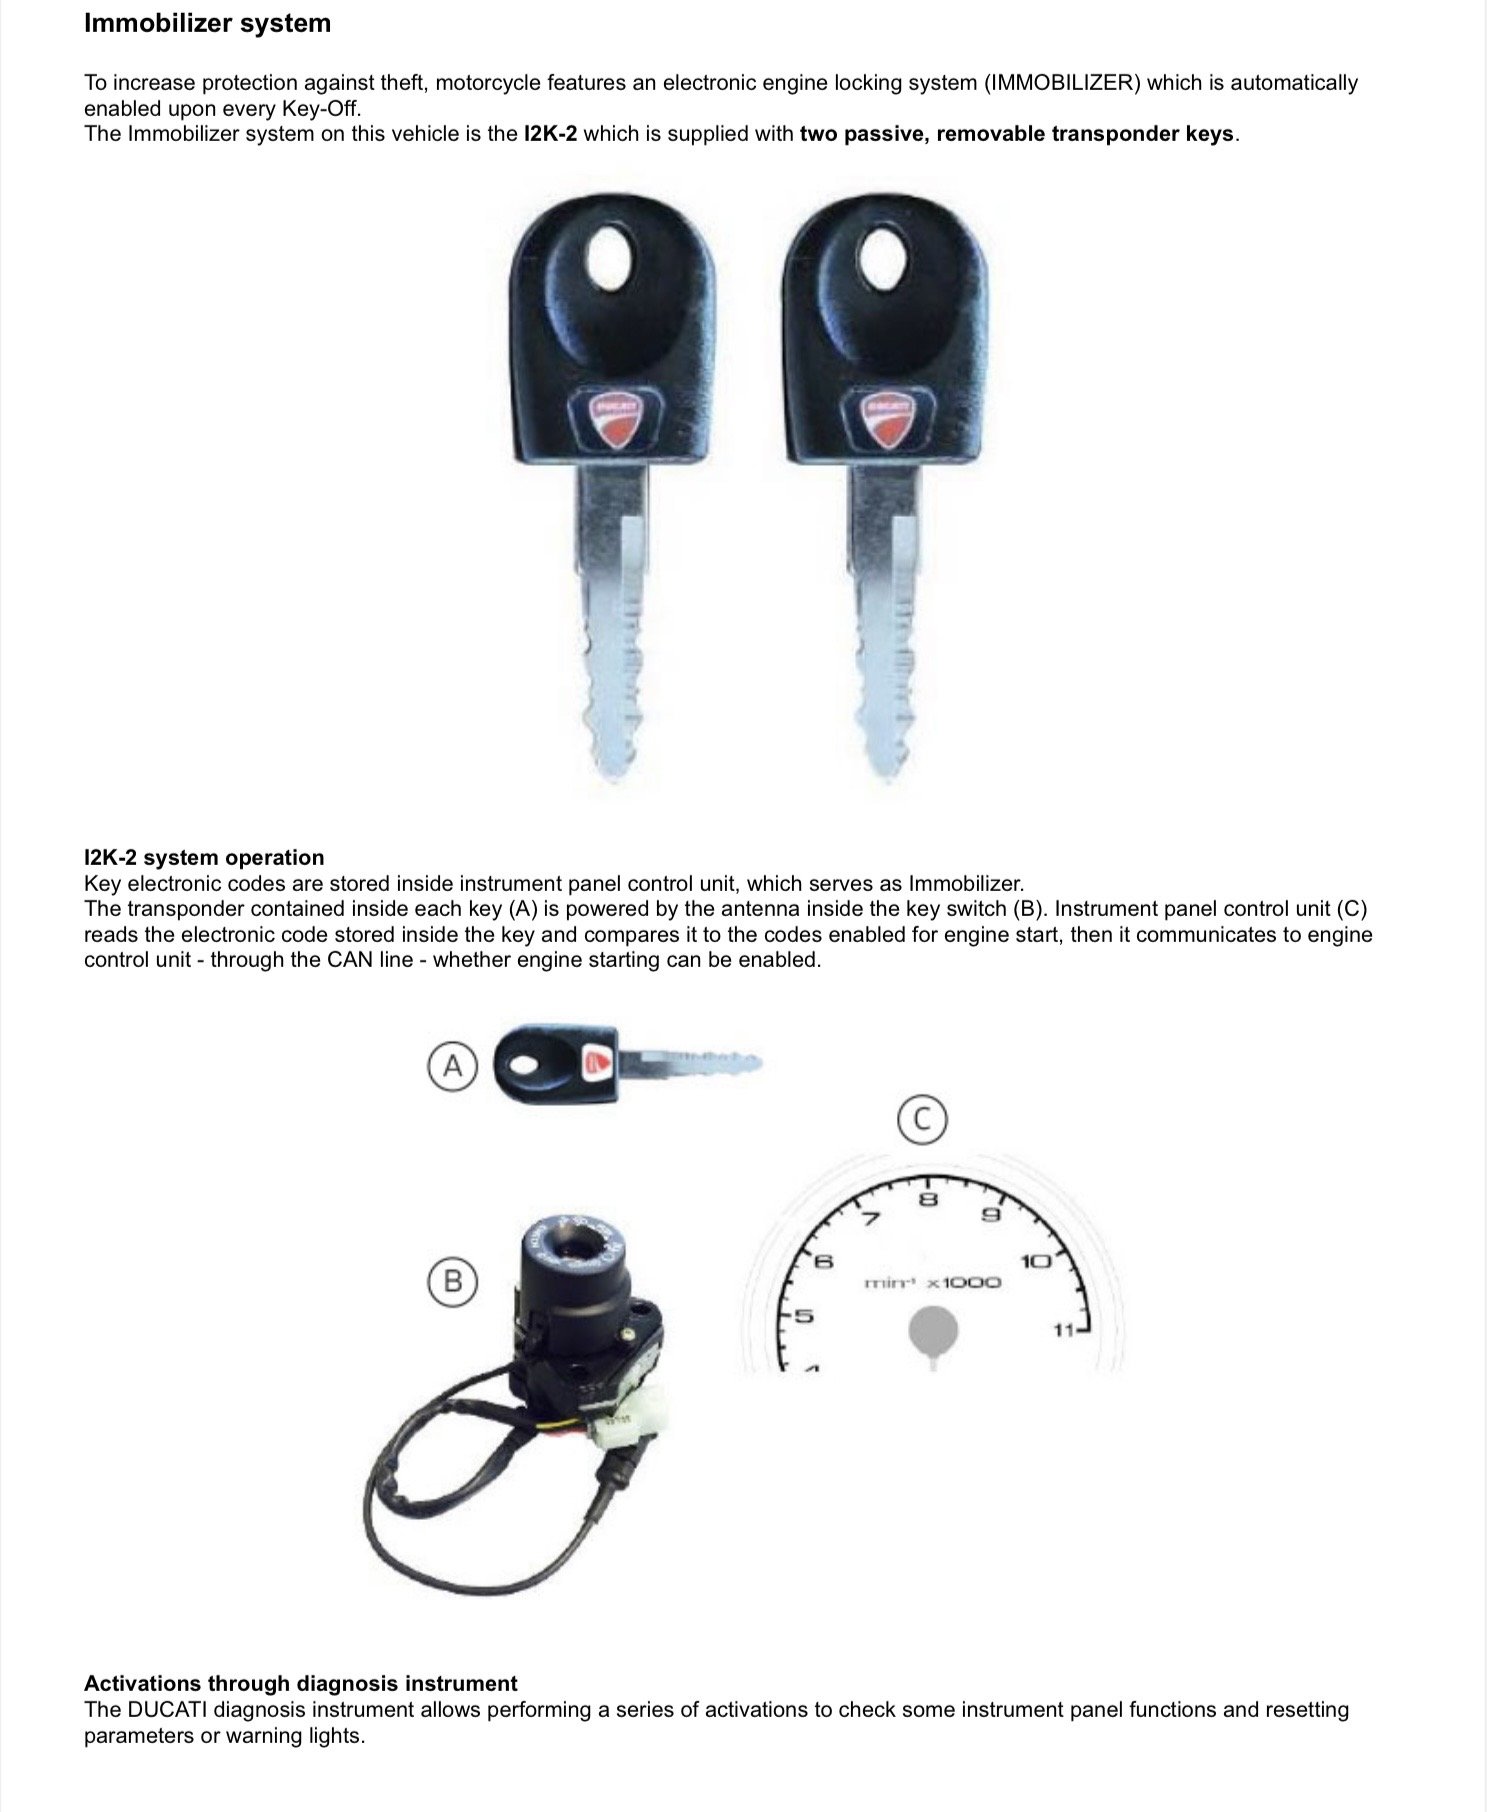 Immobilizer system
To increase protection against theft, motorcycle features an electronic engine locking system (IMMOBILIZER) which is automatically
enabled upon every Key-Off.
The Immobilizer system on this vehicle is the I2K-2 which is supplied with two passive, removable transponder keys.
DUCATI
DUCATI
I2K-2 system operation
Key electronic codes are stored inside instrument panel control unit, which serves as Immobilizer.
The transponder contained inside each key (A) is powered by the antenna inside the key switch (B). Instrument panel control unit (C)
reads the electronic code stored inside the key and compares it to the codes enabled for engine start, then it communicates to engine
control unit - through the CAN line - whether engine starting can be enabled.
A
C
8
7
9
6
10
min-¹ x1000
B
5
11
4
Activations through diagnosis instrument
The DUCATI diagnosis instrument allows performing a series of activations to check some instrument panel functions and resetting
parameters or warning lights.